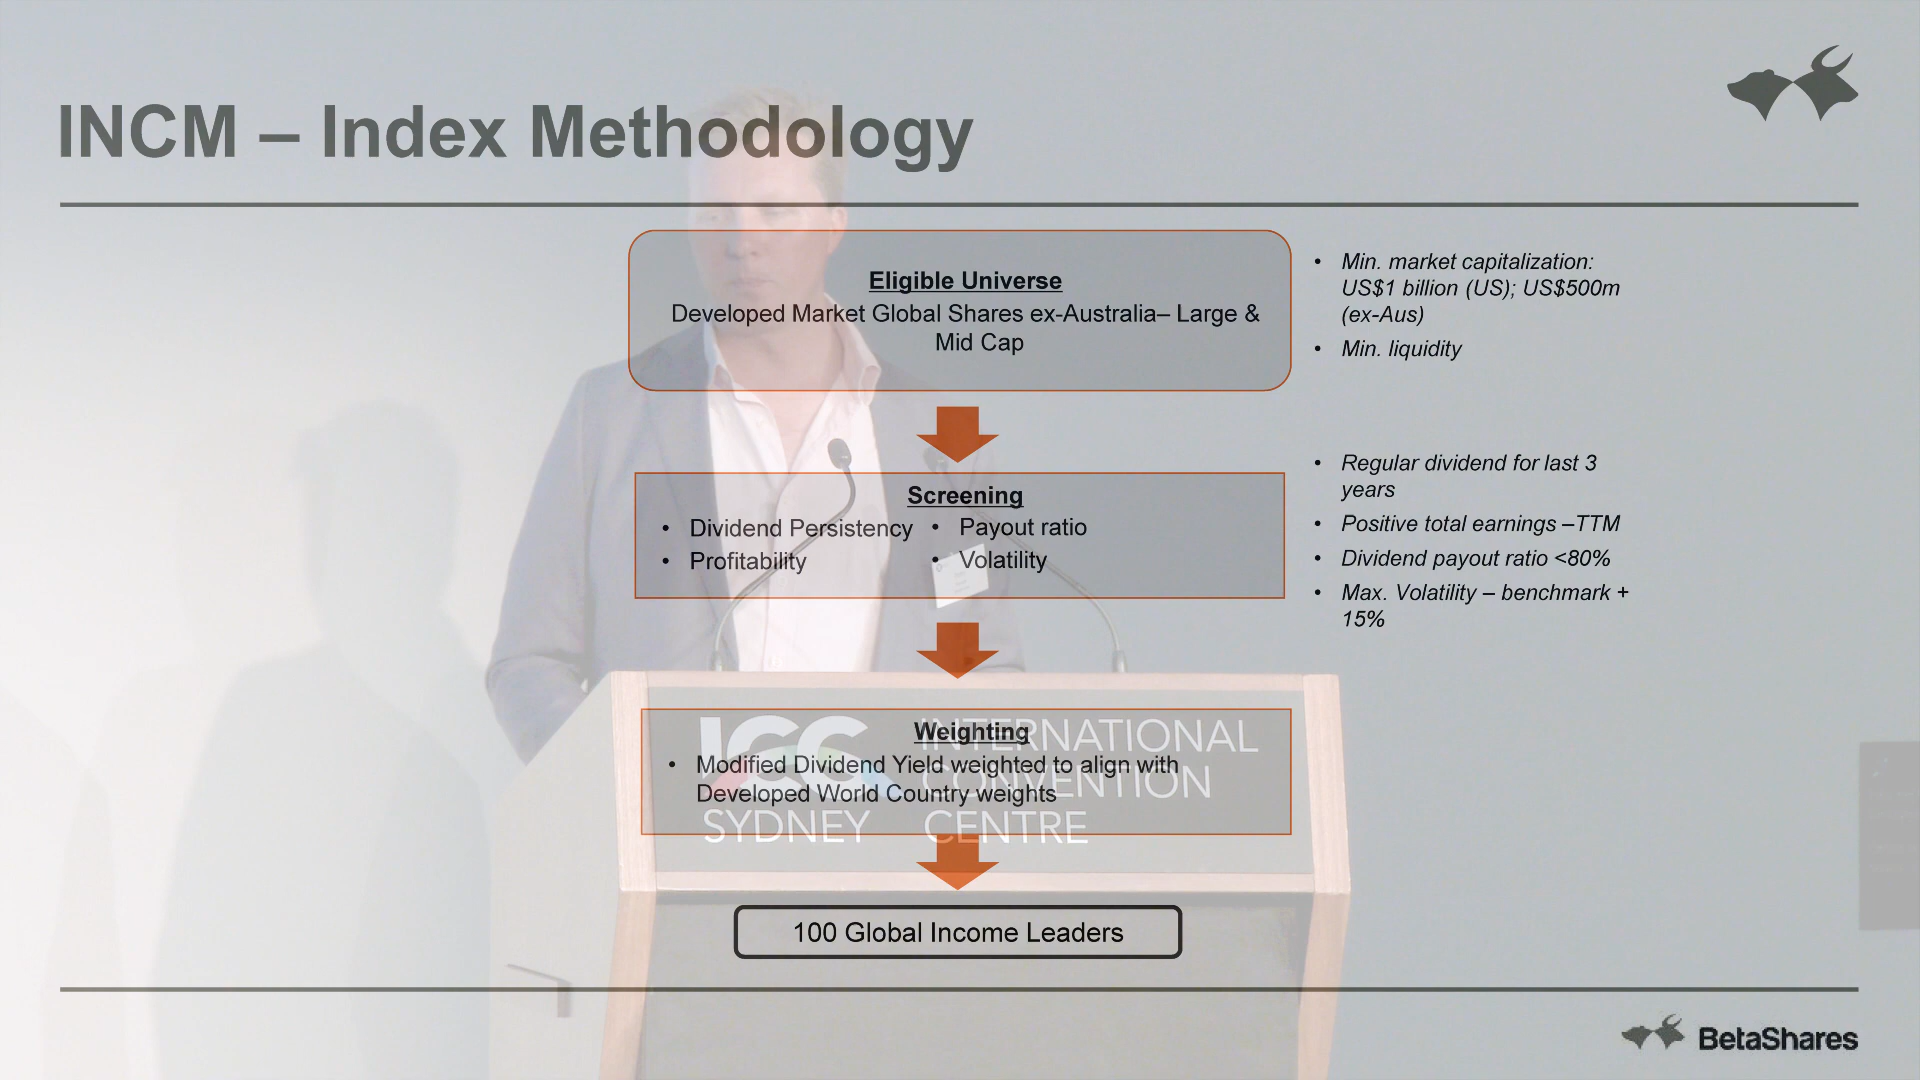 INCM – Index Methodology
Eligible Universe
Developed Market Global Shares ex-Australia– Large &
Mid Cap
• Min. market capitalization:
US$1 billion (US); US$500m
(ex-Aus)
• Min. liquidity
Screening
• Dividend Persistency
• Profitability
• Payout ratio
• Volatility
• Regular dividend for last 3
years
• Positive total earnings –TTM
• Dividend payout ratio <80%
• Max. Volatility – benchmark +
15%
Weighting
• Modified Dividend Yield weighted to align with
Developed World Country weights
ICC
SYDNEY
INTERNATIONAL
CONVENTION
CENTRE
100 Global Income Leaders
BetaShares